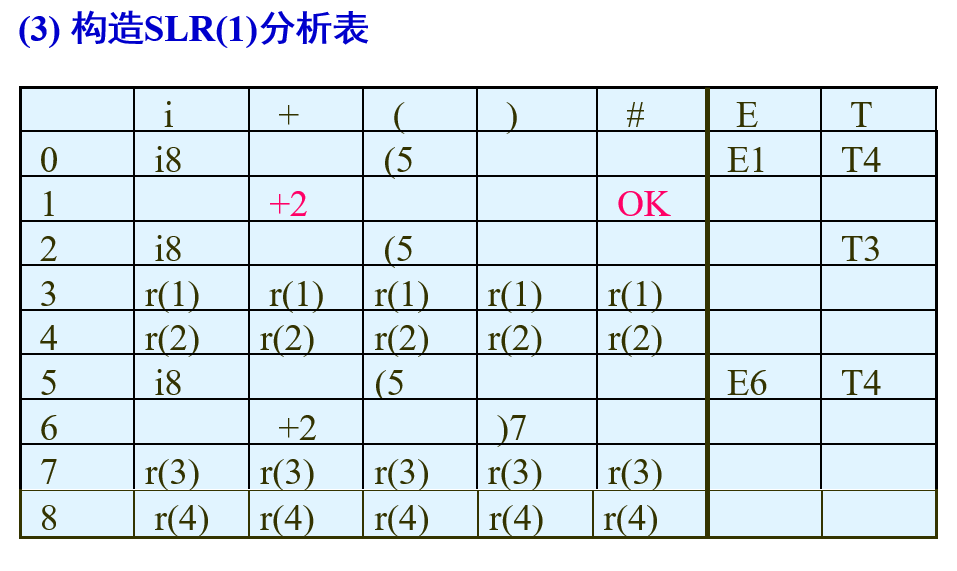 (3) 构造SLR(1)分析表
i + ( ) # E T
0 i8 (5 E1 T4
1 +2 OK
2 i8 (5 T3
3 r(1) r(1) r(1) r(1) r(1)
4 r(2) r(2) r(2) r(2) r(2)
5 i8 (5 E6 T4
6 +2 )7
7 r(3) r(3) r(3) r(3) r(3)
8 r(4) r(4) r(4) r(4) r(4)